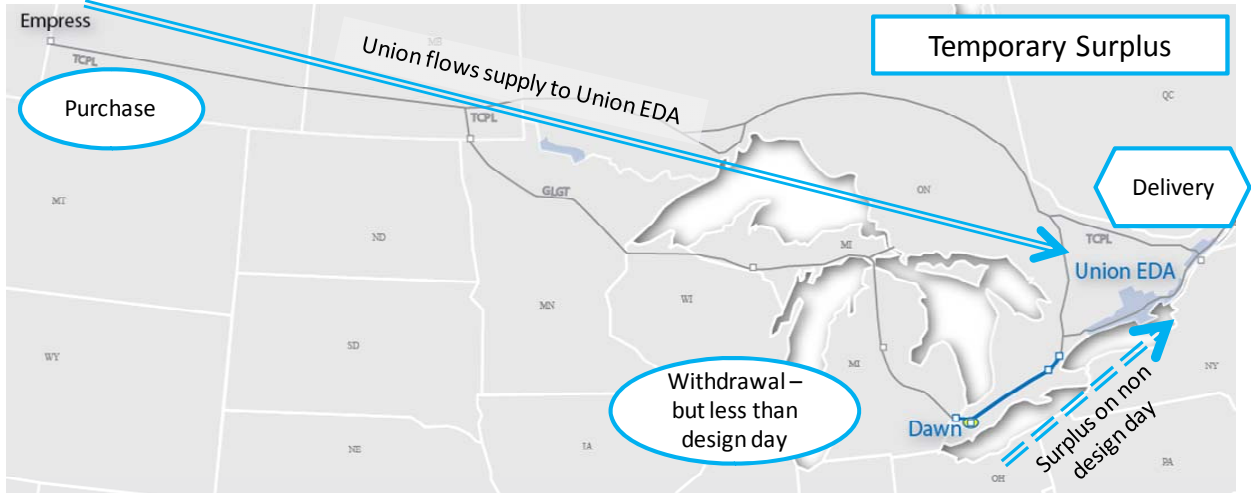 Empress
TCPL
Purchase
Union flows supply to Union EDA
Temporary Surplus
QC
TCPL
GLGT
ON
Delivery
MT
ND
MI
TCPL
Union EDA
MN
WI
WY
SD
MI
NY
Withdrawal –
but less than
design day
Dawn
Surplus on non
design day
NE
IA
OH
PA